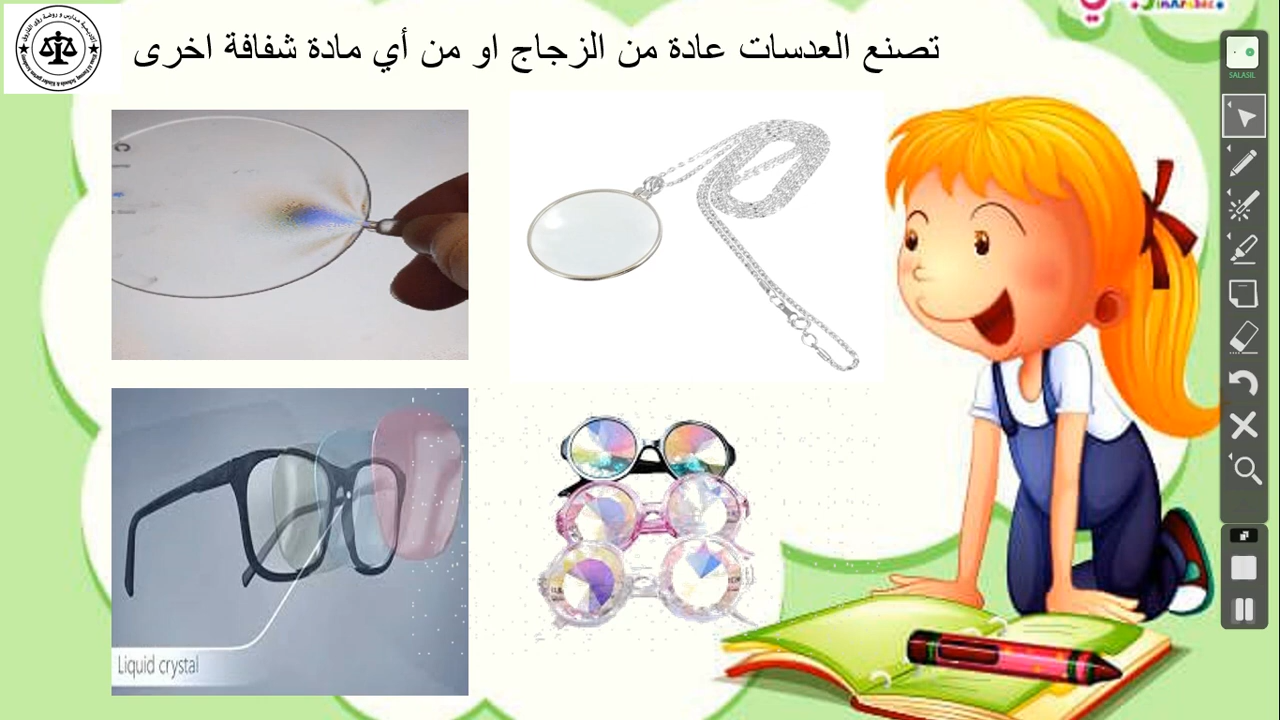 تصنع العدسات عادة من الزجاج او من أي مادة شفافة اخرى
SALASIL
Liquid crystal